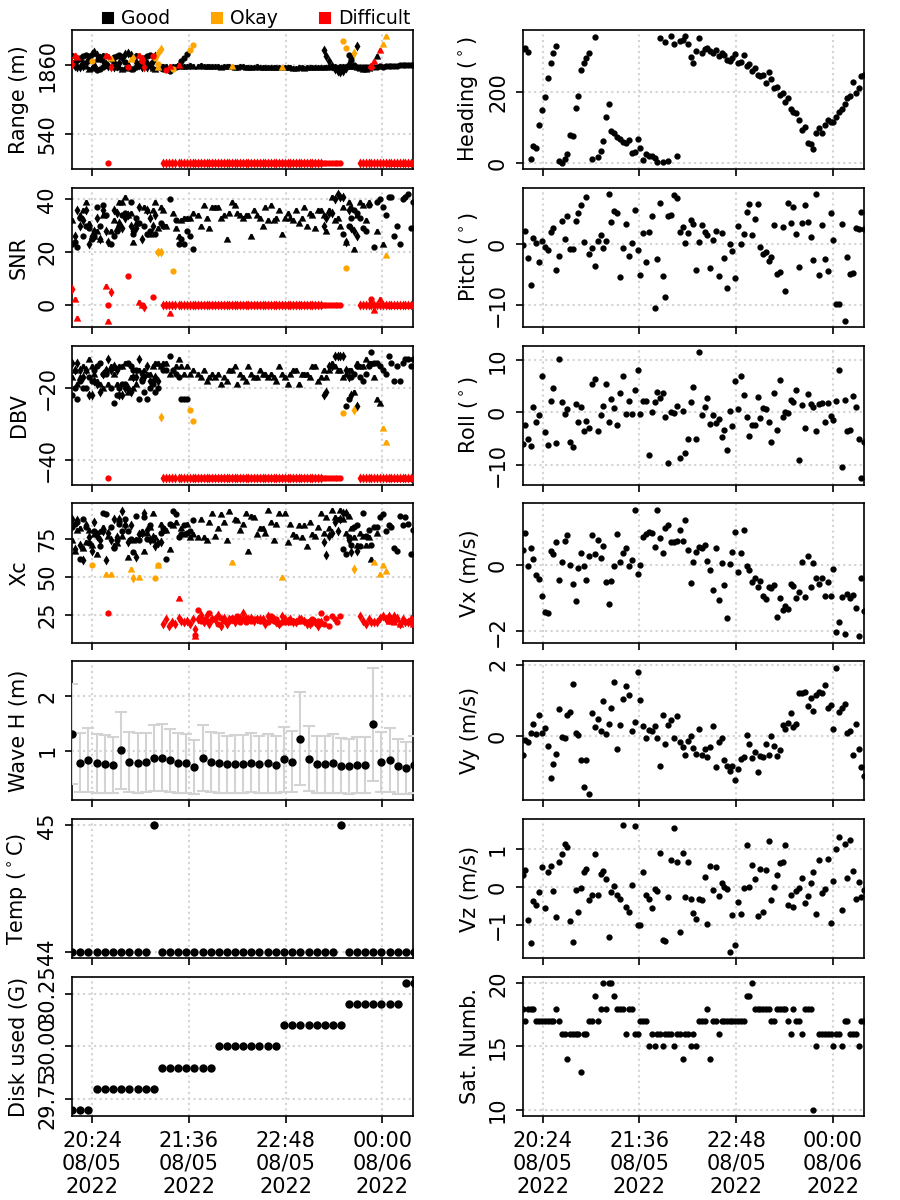 Good Okay Difficult
Range (m)
1860
540
Heading (°)
200
0
SNR
40
20
0
Pitch (°)
0
−10
DBV
−20
−40
Roll (°)
10
0
−10
Xc
75
50
25
Vx (m/s)
0
−2
Wave H (m)
2
1
Vy (m/s)
2
0
Temp (°C)
45
44
Vz (m/s)
1
0
−1
Disk used (G)
30.25
30.00
29.75
Sat. Numb.
20
15
10
20:24 21:36 22:48 00:00
08/05 08/05 08/05 08/06
2022 2022 2022 2022
20:24 21:36 22:48 00:00
08/05 08/05 08/05 08/06
2022 2022 2022 2022